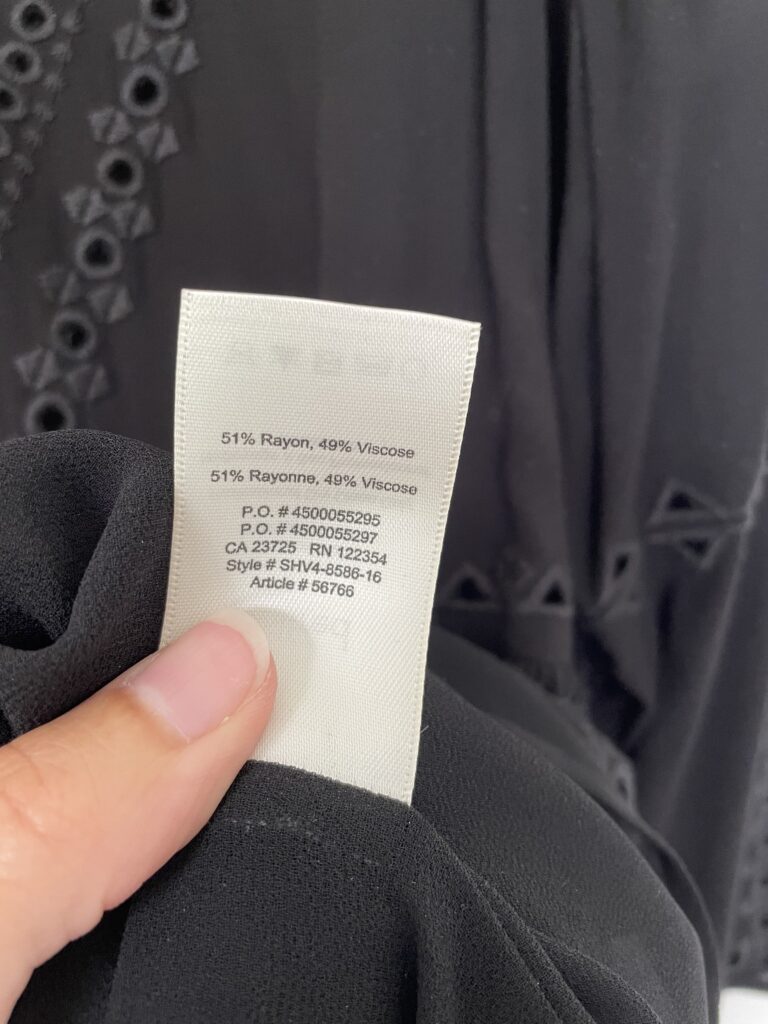 51% Rayon, 49% Viscose
51% Rayonne, 49% Viscose
P.O. # 4500055295
P.O. # 4500055297
CA 23725 RN 122354
Style # SHV4-8586-16
Article # 56766